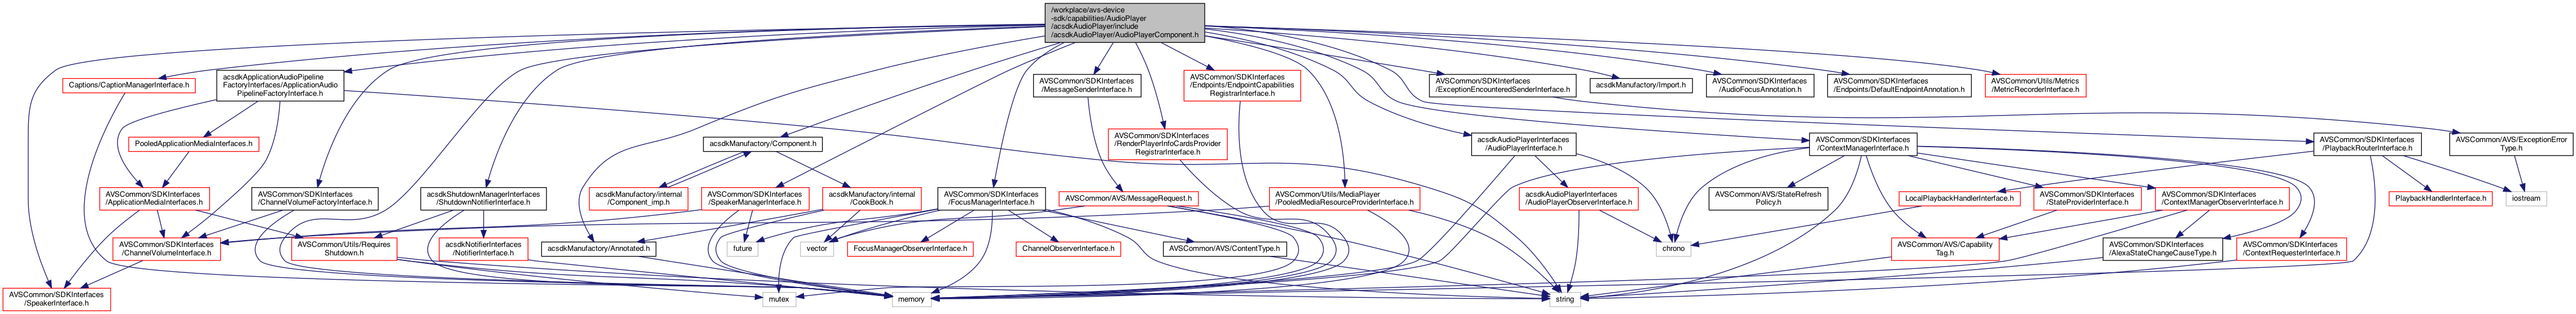 /workplace/avs-device
-sdk/capabilities/AudioPlayer
/acsdkAudioPlayer/include
/acsdkAudioPlayer/AudioPlayerComponent.h
Captions/CaptionManagerInterface.h
acsdkApplicationAudioPipeline
FactoryInterfaces/ApplicationAudio
PipelineFactoryInterface.h
AVSCommon/SDKInterfaces
/MessageSenderInterface.h
AVSCommon/SDKInterfaces
/Endpoints/EndpointCapabilities
RegistrarInterface.h
AVSCommon/SDKInterfaces
/ExceptionEncounteredSenderInterface.h
acsdkManufactory/Import.h
AVSCommon/SDKInterfaces
/AudioFocusAnnotation.h
AVSCommon/SDKInterfaces
/Endpoints/DefaultEndpointAnnotation.h
AVSCommon/Utils/Metrics
/MetricRecorderInterface.h
PooledApplicationMediaInterfaces.h
acsdkManufactory/Component.h
AVSCommon/SDKInterfaces
/RenderPlayerInfoCardsProvider
RegistrarInterface.h
acsdkAudioPlayerInterfaces
/AudioPlayerInterface.h
AVSCommon/SDKInterfaces
/ContextManagerInterface.h
AVSCommon/SDKInterfaces
/PlaybackRouterInterface.h
AVSCommon/AVS/ExceptionError
Type.h
AVSCommon/SDKInterfaces
/ApplicationMediaInterfaces.h
AVSCommon/SDKInterfaces
/ChannelVolumeFactoryInterface.h
acsdkShutdownManagerInterfaces
/ShutdownNotifierInterface.h
acsdkManufactory/internal
/Component_imp.h
AVSCommon/SDKInterfaces
/SpeakerManagerInterface.h
acsdkManufactory/internal
/CookBook.h
AVSCommon/SDKInterfaces
/FocusManagerInterface.h
AVSCommon/AVS/MessageRequest.h
AVSCommon/Utils/MediaPlayer
/PooledMediaResourceProviderInterface.h
acsdkAudioPlayerInterfaces
/AudioPlayerObserverInterface.h
AVSCommon/AVS/StateRefresh
Policy.h
LocalPlaybackHandlerInterface.h
AVSCommon/SDKInterfaces
/StateProviderInterface.h
AVSCommon/SDKInterfaces
/ContextManagerObserverInterface.h
PlaybackHandlerInterface.h
iostream
AVSCommon/SDKInterfaces
/ChannelVolumeInterface.h
AVSCommon/Utils/Requires
Shutdown.h
acsdkNotifierInterfaces
/NotifierInterface.h
acsdkManufactory/Annotated.h
future
vector
FocusManagerObserverInterface.h
ChannelObserverInterface.h
AVSCommon/AVS/ContentType.h
chrono
AVSCommon/AVS/Capability
Tag.h
AVSCommon/SDKInterfaces
/AlexaStateChangeCauseType.h
AVSCommon/SDKInterfaces
/ContextRequesterInterface.h
AVSCommon/SDKInterfaces
/SpeakerInterface.h
mutex
memory
string